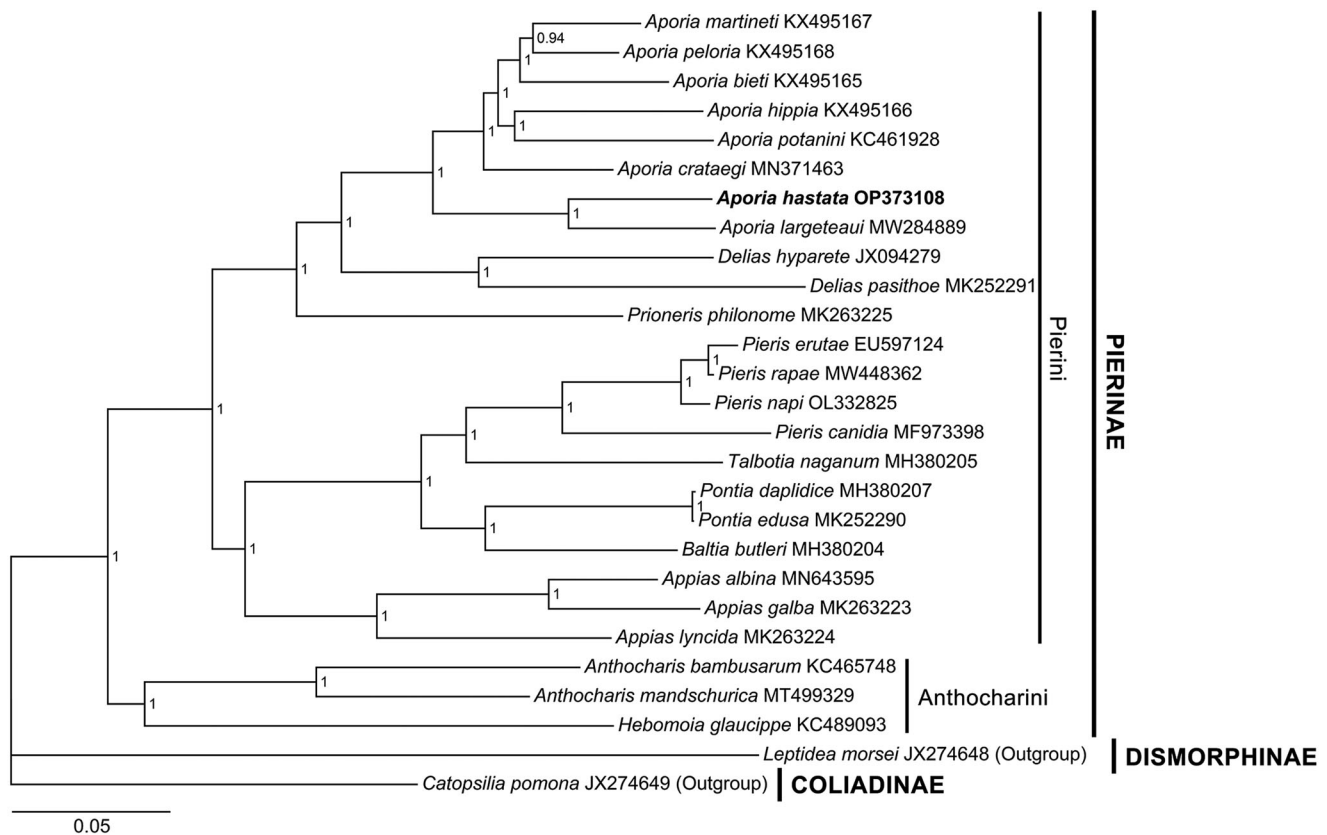 Aporia martineti KX495167
0.94
Aporia peloria KX495168
1
Aporia bieti KX495165
1
Aporia hippia KX495166
1
1
Aporia potanini KC461928
Aporia crataegi MN371463
1
Aporia hastata OP373108
1
Aporia largeteaui MW284889
1
Delias hyparete JX094279
1
Delias pasithoe MK252291
1
Prioneris philonome MK263225
Pierini
PIERINAE
Pieris erutae EU597124
1
Pieris rapae MW448362
1
Pieris napi OL332825
1
1
Pieris canidia MF973398
1
Talbotia naganum MH380205
1
Pontia daplidice MH380207
1
Pontia edusa MK252290
1
Baltia butleri MH380204
1
Appias albina MN643595
1
Appias galba MK263223
1
1
Appias lyncida MK263224
Anthocharis bambusarum KC465748
1
Anthocharis mandschurica MT499329
Anthocharini
1
Hebomoia glaucippe KC489093
Leptidea morsei JX274648 (Outgroup)
DISMORPHINAE
Catopsilia pomona JX274649 (Outgroup)
COLIADINAE
0.05